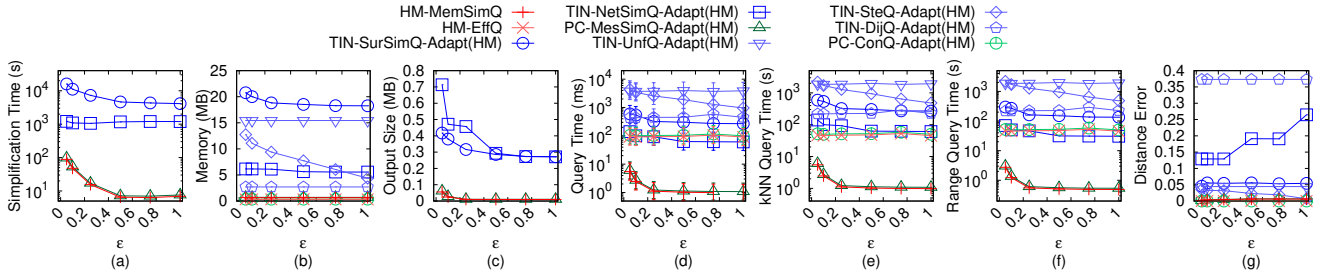 HM-MemSimQ
HM-EffQ
TIN-SurSimQ-Adapt(HM)
TIN-NetSimQ-Adapt(HM)
PC-MesSimQ-Adapt(HM)
TIN-UnfQ-Adapt(HM)
TIN-SteQ-Adapt(HM)
TIN-DijQ-Adapt(HM)
PC-ConQ-Adapt(HM)
Simplification Time (s)
10^4
10^3
10^2
10^1
0.2 0.4 0.6 0.8 1
ε
(a)
Memory (MB)
25
20
15
10
5
0
0.2 0.4 0.6 0.8 1
ε
(b)
Output Size (MB)
0.8
0.7
0.6
0.5
0.4
0.3
0.2
0.1
0
0.2 0.4 0.6 0.8 1
ε
(c)
Query Time (ms)
10^4
10^3
10^2
10^1
10^0
0.2 0.4 0.6 0.8 1
ε
(d)
kNN Query Time (s)
10^3
10^2
10^1
10^0
0.2 0.4 0.6 0.8 1
ε
(e)
Range Query Time (s)
10^3
10^2
10^1
10^0
0.2 0.4 0.6 0.8 1
ε
(f)
Distance Error
0.4
0.35
0.3
0.25
0.2
0.15
0.1
0.05
0
0.2 0.4 0.6 0.8 1
ε
(g)